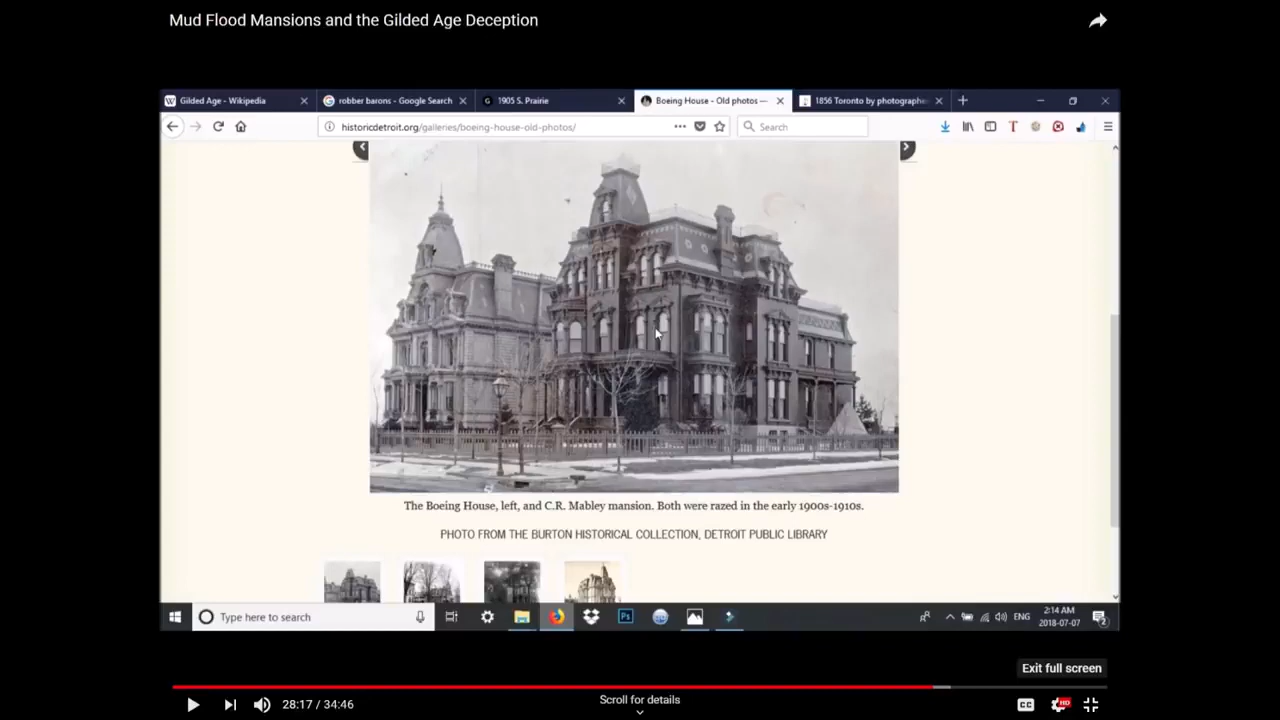 Mud Flood Mansions and the Gilded Age Deception
Gilded Age - Wikipedia
robber barons - Google Search
1905 S. Prairie
Boeing House - Old photos —
1856 Toronto by photographe
historicdetroit.org/galleries/boeing-house-old-photos/
Search
The Boeing House, left, and C.R. Mabley mansion. Both were razed in the early 1900s-1910s.
PHOTO FROM THE BURTON HISTORICAL COLLECTION, DETROIT PUBLIC LIBRARY
Type here to search
Ps
ENG
2:14 AM
2018-07-07
2
Exit full screen
28:17 / 34:46
Scroll for details
CC
HD